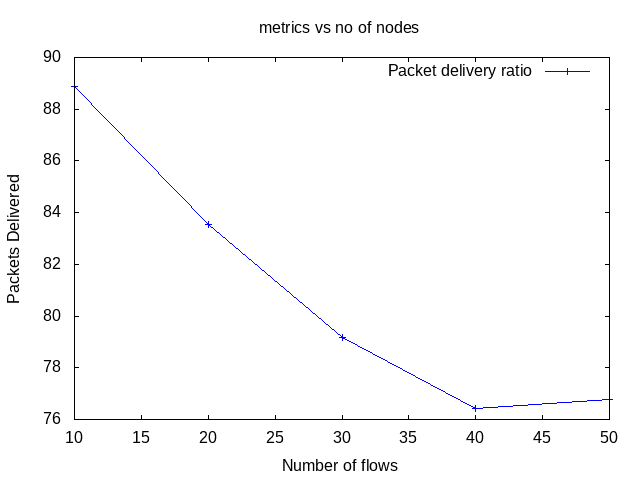 metrics vs no of nodes
Packet delivery ratio
Packets Delivered
90
88
86
84
82
80
78
76
10 15 20 25 30 35 40 45 50
Number of flows